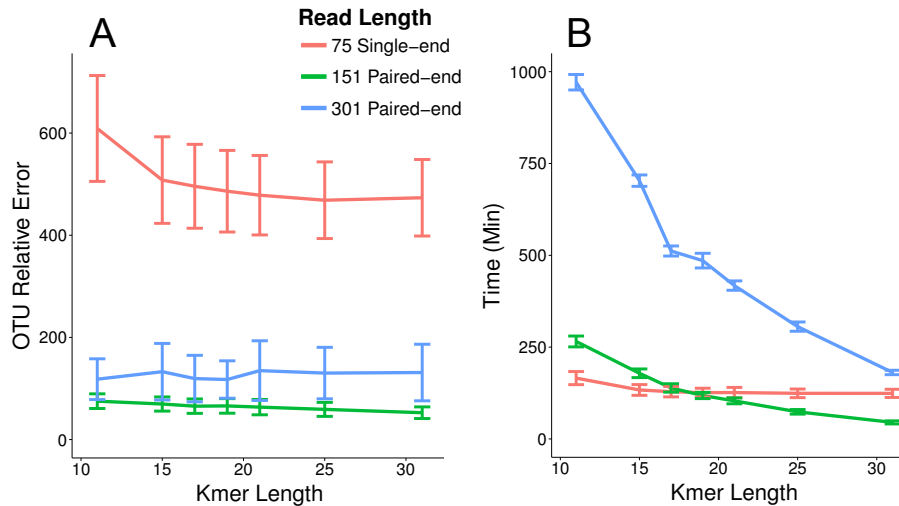 A
Read Length
75 Single−end
151 Paired−end
301 Paired−end
OTU Relative Error
600
400
200
0
10 15 20 25 30
Kmer Length
B
Time (Min)
1000
750
500
250
0
10 15 20 25 30
Kmer Length